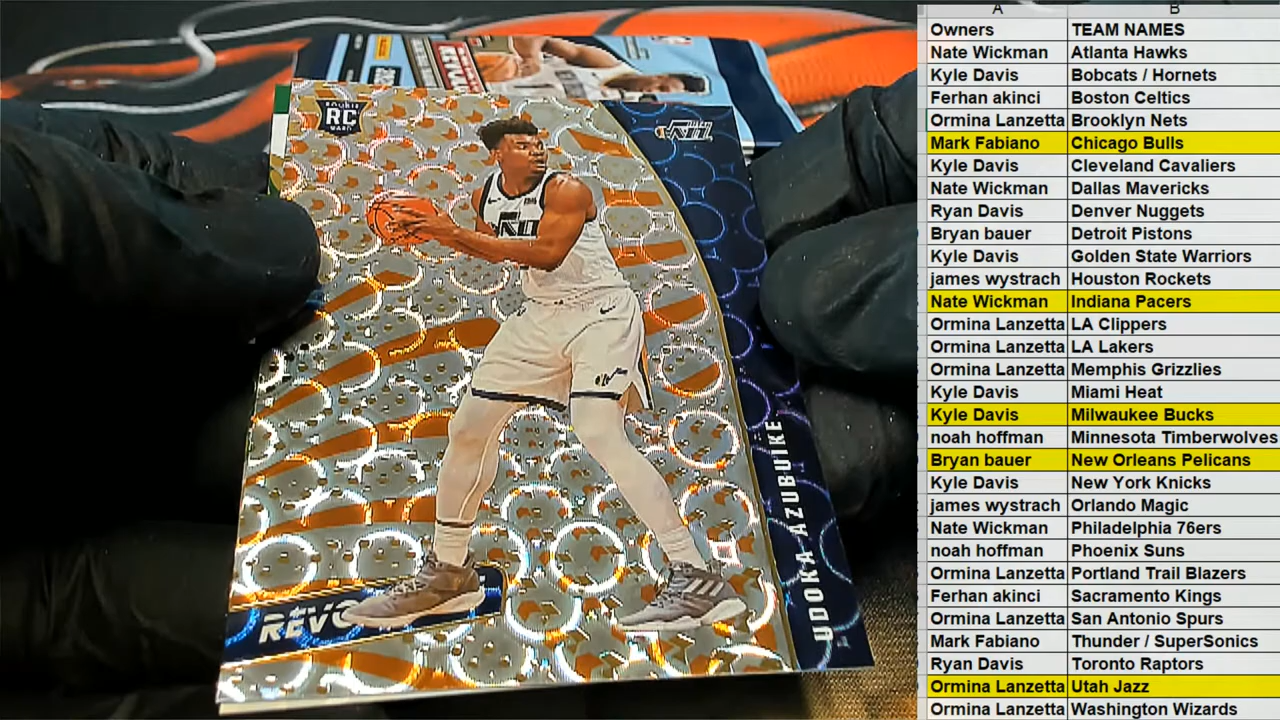 A B
Owners TEAM NAMES
Nate Wickman Atlanta Hawks
Kyle Davis Bobcats / Hornets
Ferhan akinci Boston Celtics
Ormina Lanzetta Brooklyn Nets
Mark Fabiano Chicago Bulls
Kyle Davis Cleveland Cavaliers
Nate Wickman Dallas Mavericks
Ryan Davis Denver Nuggets
Bryan bauer Detroit Pistons
Kyle Davis Golden State Warriors
james wystrach Houston Rockets
Nate Wickman Indiana Pacers
Ormina Lanzetta LA Clippers
Ormina Lanzetta LA Lakers
Ormina Lanzetta Memphis Grizzlies
Kyle Davis Miami Heat
Kyle Davis Milwaukee Bucks
noah hoffman Minnesota Timberwolves
Bryan bauer New Orleans Pelicans
Kyle Davis New York Knicks
james wystrach Orlando Magic
Nate Wickman Philadelphia 76ers
noah hoffman Phoenix Suns
Ormina Lanzetta Portland Trail Blazers
Ferhan akinci Sacramento Kings
Ormina Lanzetta San Antonio Spurs
Mark Fabiano Thunder / SuperSonics
Ryan Davis Toronto Raptors
Ormina Lanzetta Utah Jazz
Ormina Lanzetta Washington Wizards
ROOKIE
RC
CARD
UDOKA AZUBUIKE